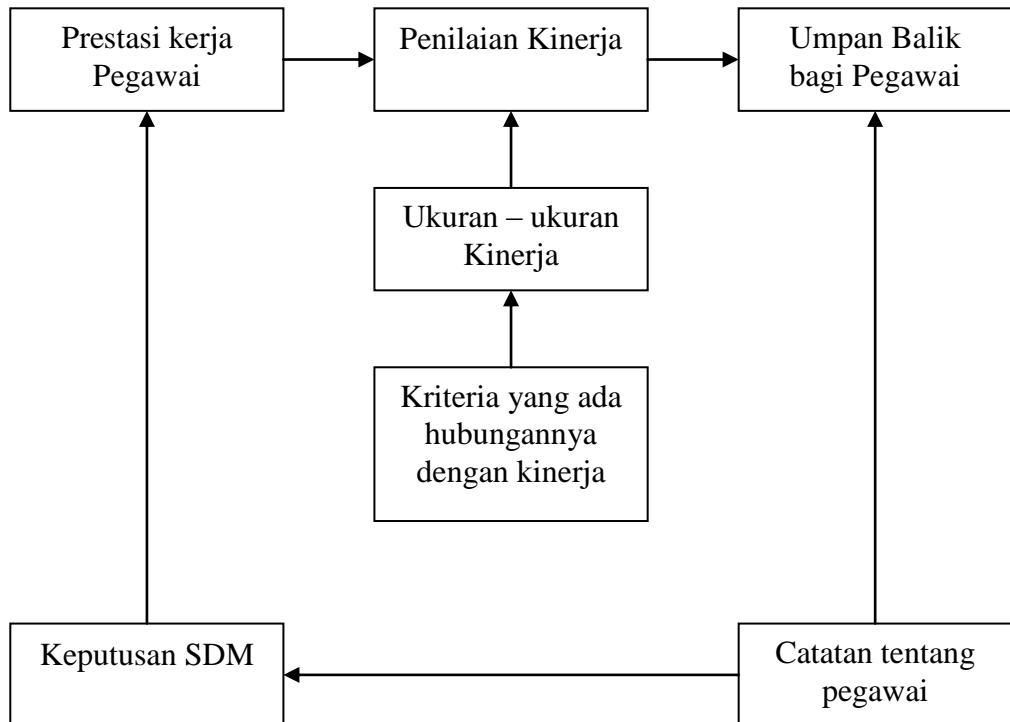 Prestasi kerja
Pegawai
Penilaian Kinerja
Umpan Balik
bagi Pegawai
Ukuran – ukuran
Kinerja
Kriteria yang ada
hubungannya
dengan kinerja
Keputusan SDM
Catatan tentang
pegawai